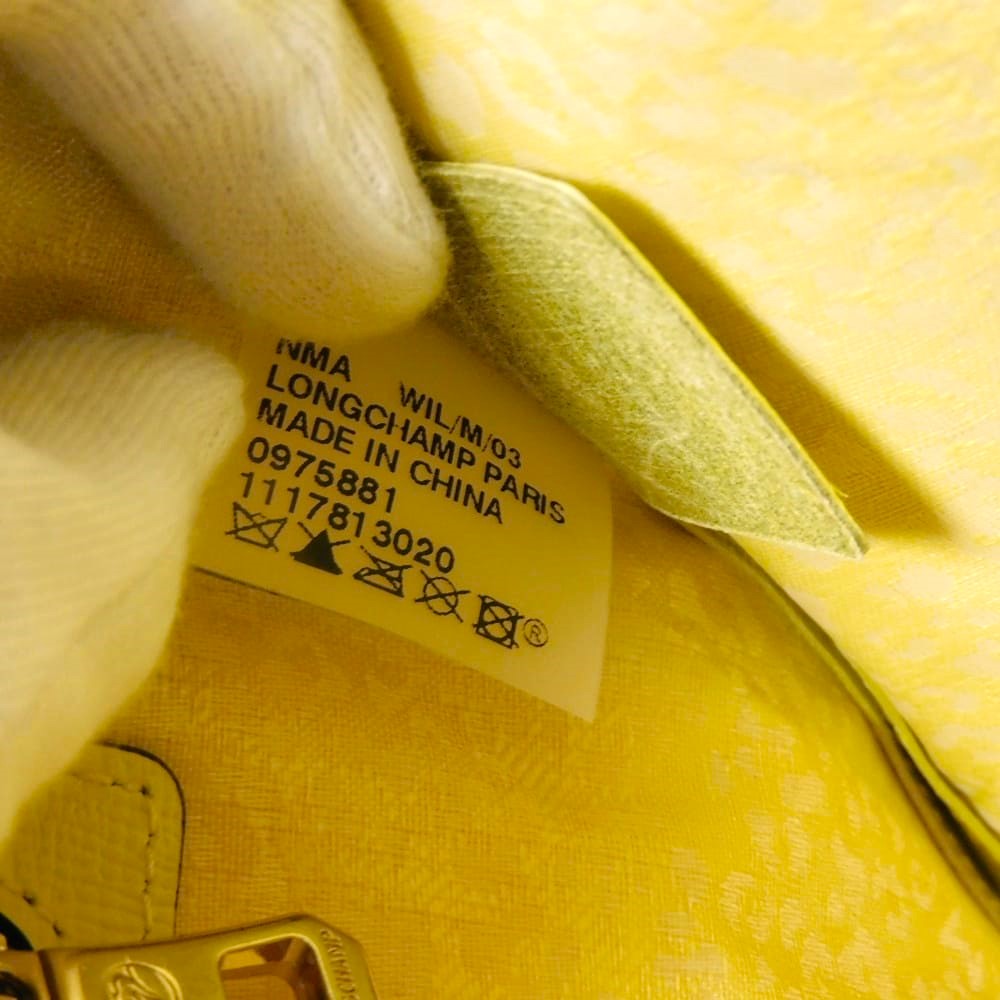 NMA WIL/M/03
LONGCHAMP PARIS
MADE IN CHINA
0975881
1117813020
®